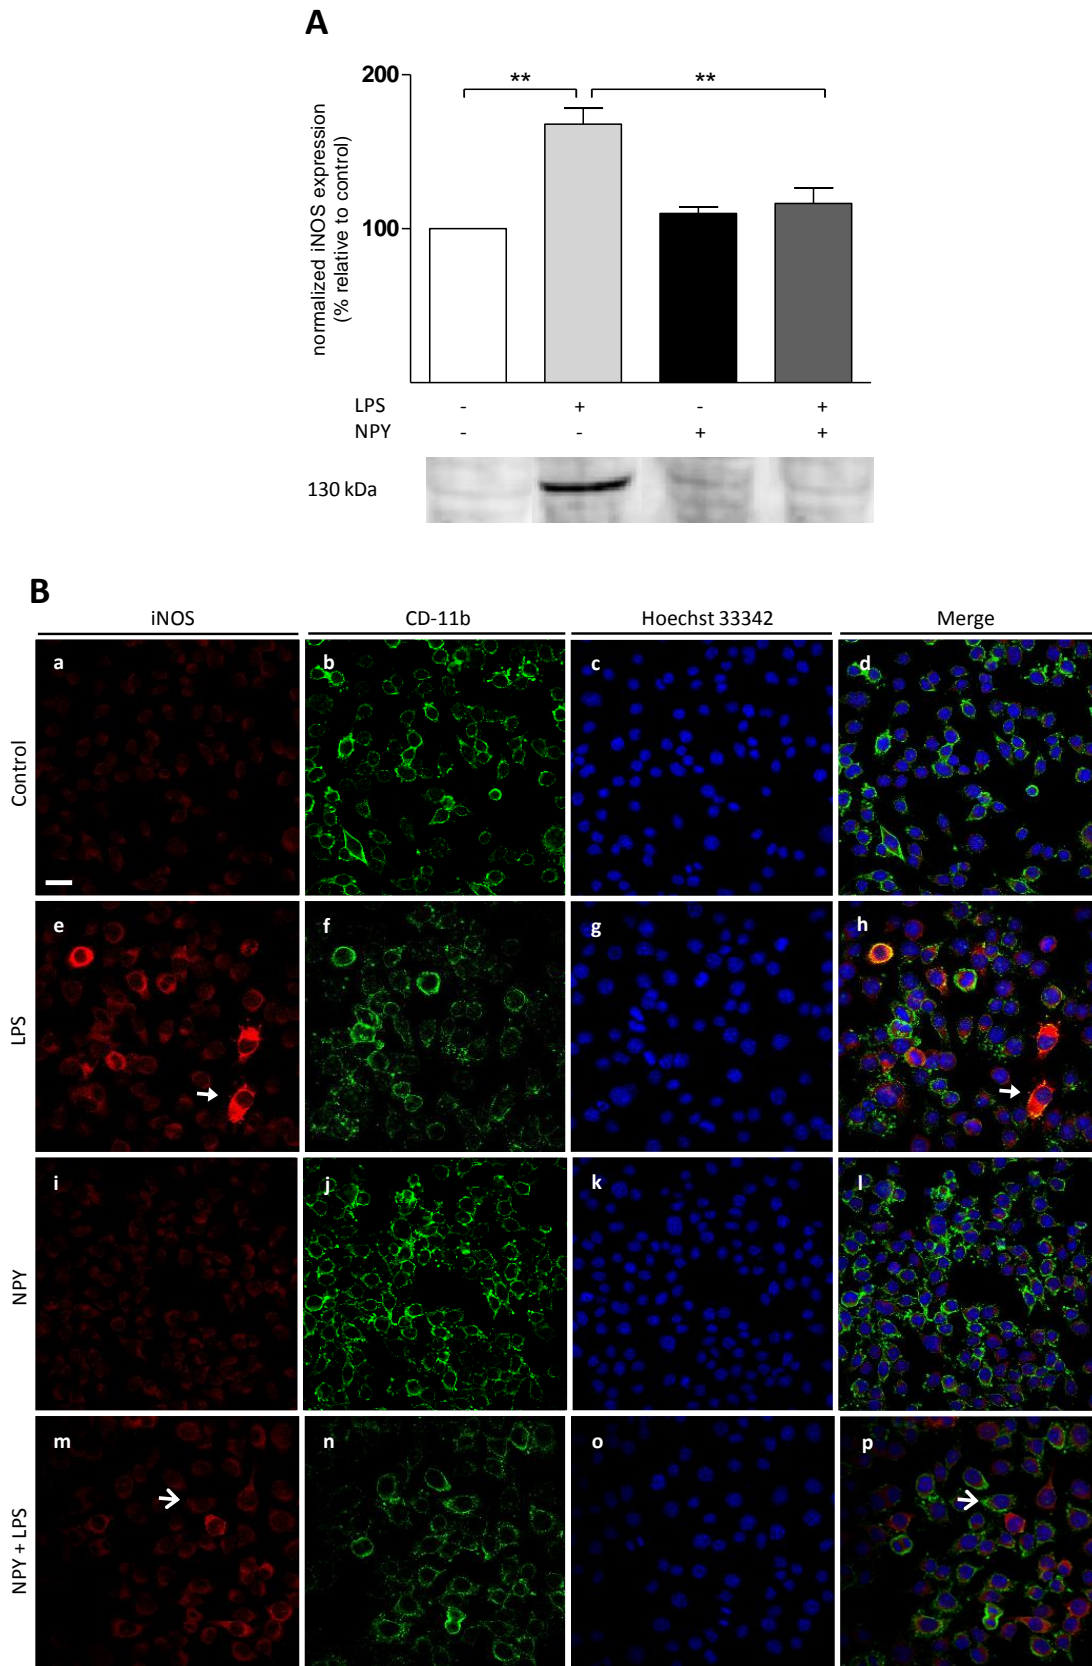 A
200
** **
100
normalized iNOS expression
(% relative to control)
LPS - + - +
NPY - - + +
130 kDa
B
iNOS CD-11b Hoechst 33342 Merge
Control
a b c d
LPS
e f g h
NPY
i j k l
NPY + LPS
m n o p